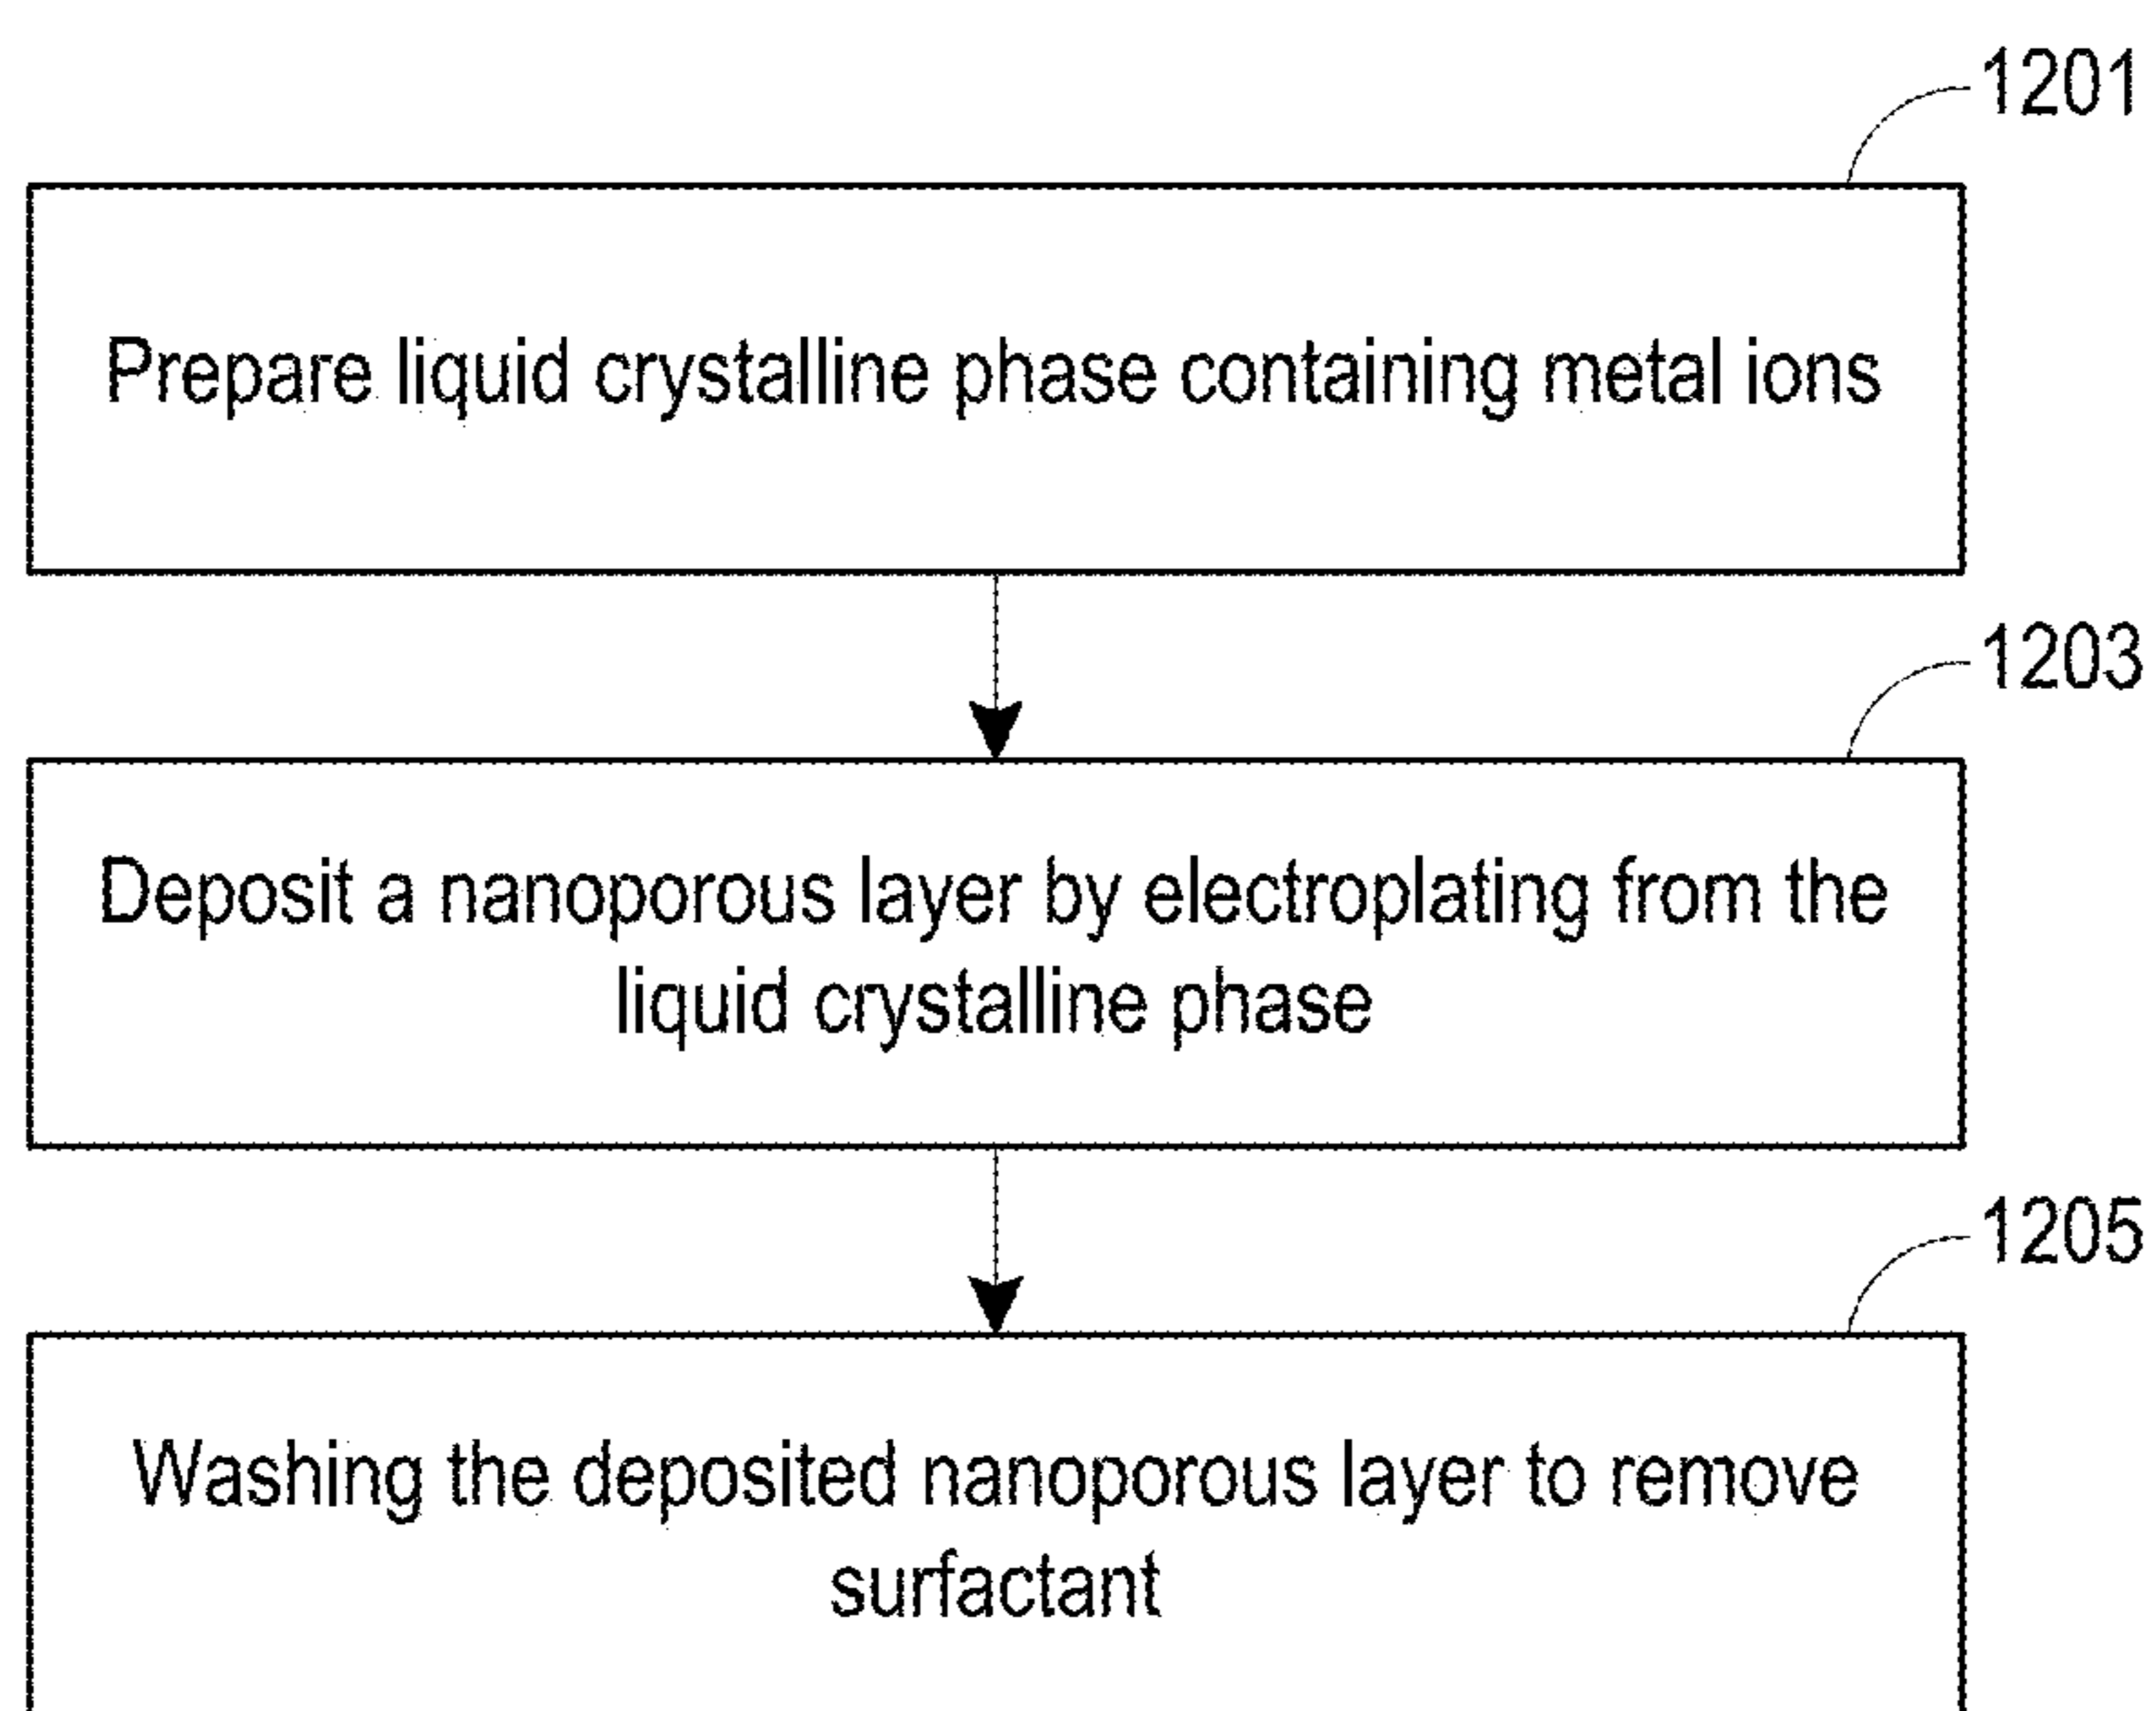 1201
Prepare liquid crystalline phase containing metal ions
1203
Deposit a nanoporous layer by electroplating from the
liquid crystalline phase
1205
Washing the deposited nanoporous layer to remove
surfactant